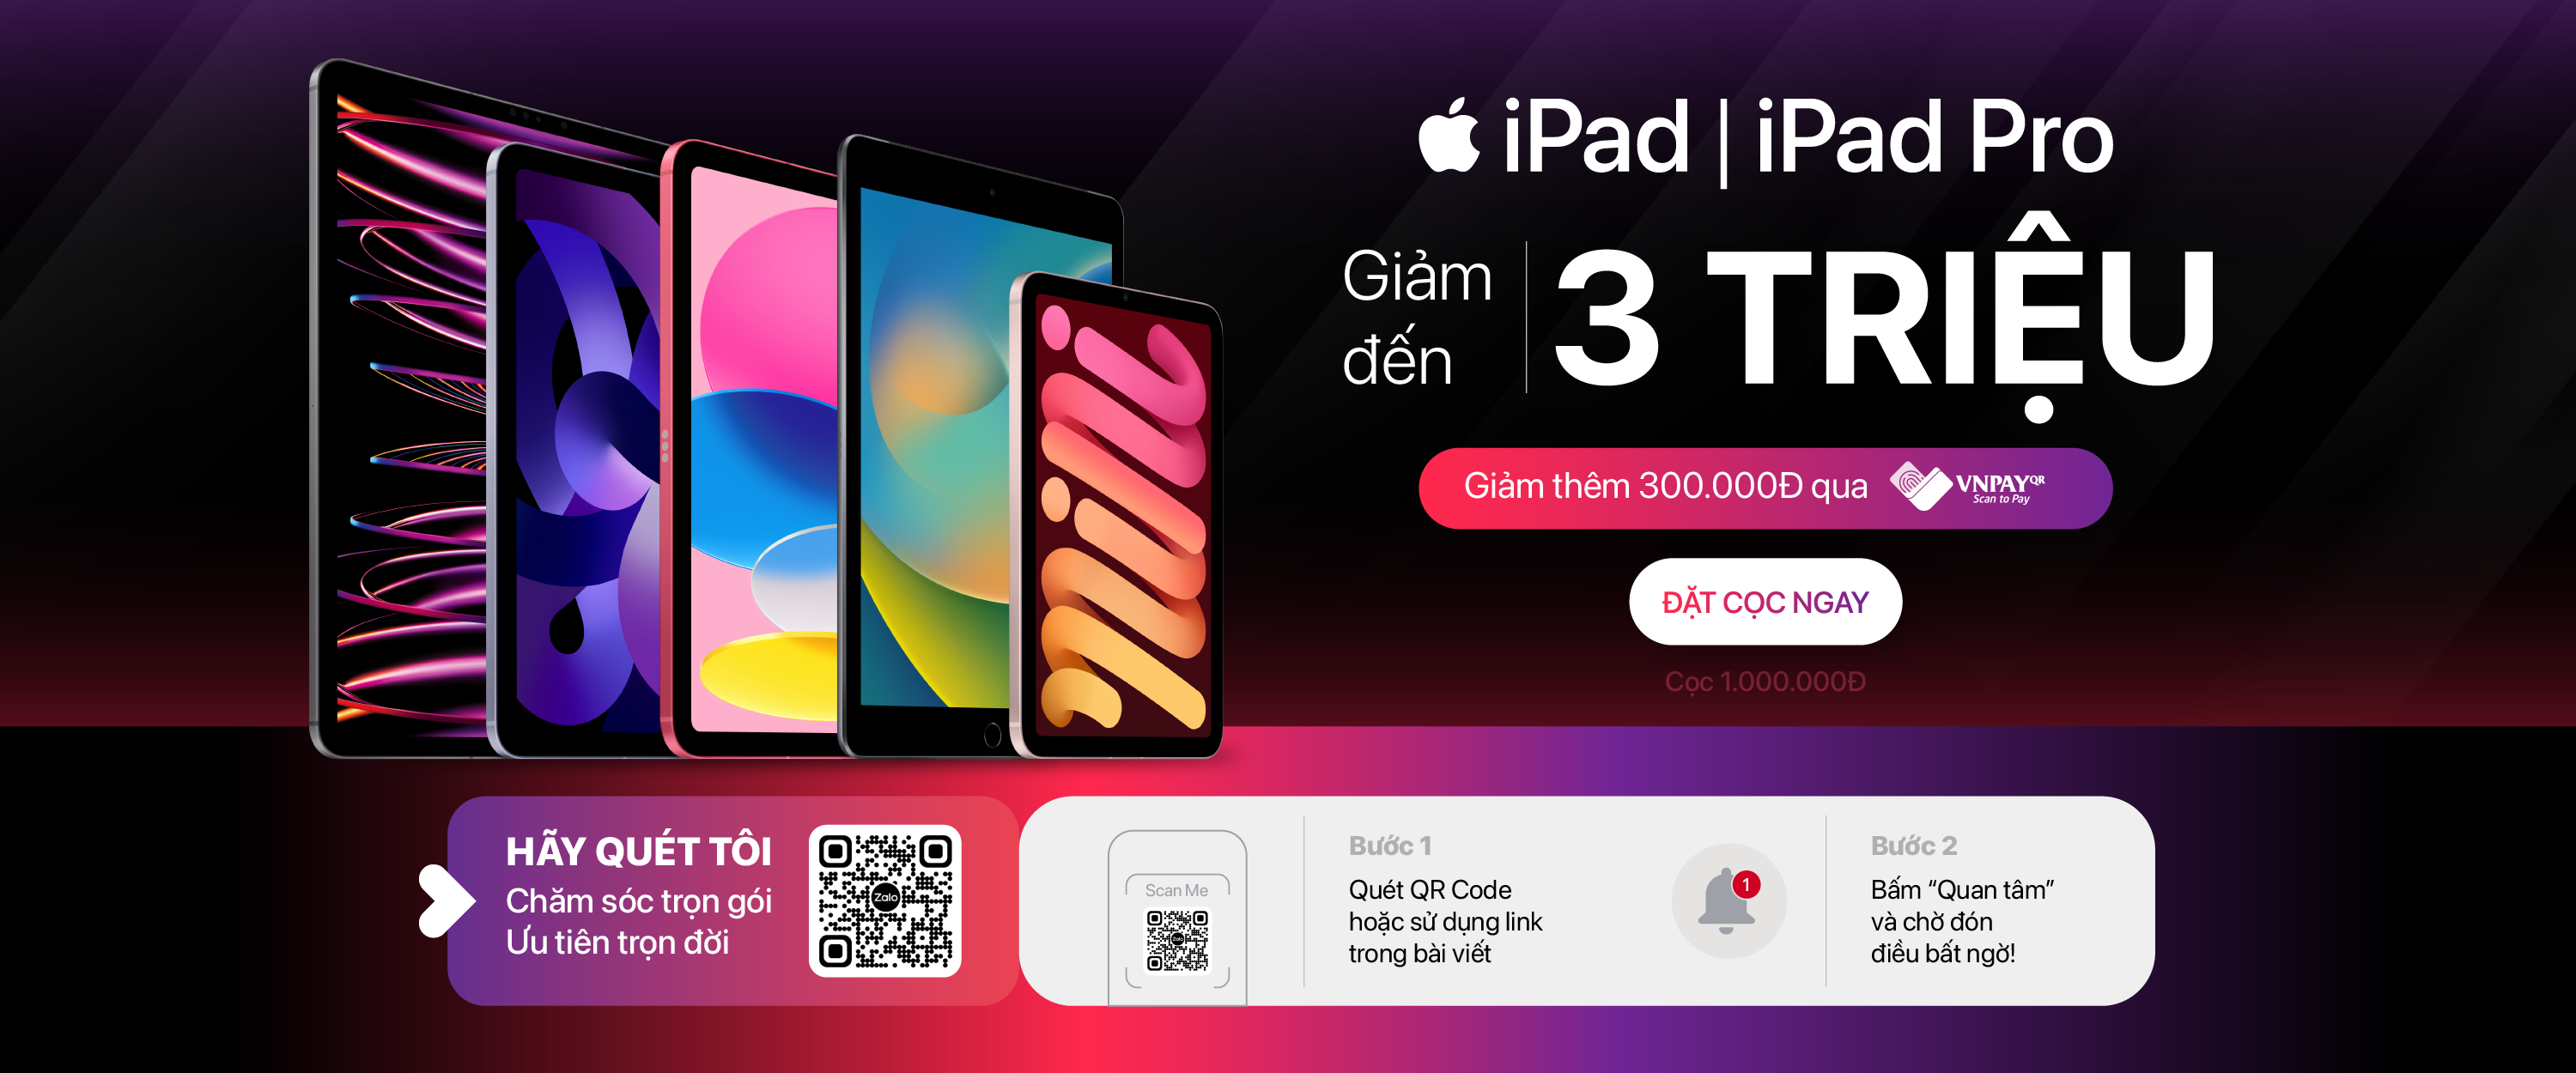 iPad | iPad Pro
Giảm
đến
3 TRIỆU
Giảm thêm 300.000Đ qua
VNPAYQR
Scan to Pay
ĐẶT CỌC NGAY
Cọc 1.000.000Đ
HÃY QUÉT TÔI
Chăm sóc trọn gói
Ưu tiên trọn đời
Zalo
Scan Me
Zalo
Bước 1
Quét QR Code
hoặc sử dụng link
trong bài viết
1
Bước 2
Bấm “Quan tâm”
và chờ đón
điều bất ngờ!